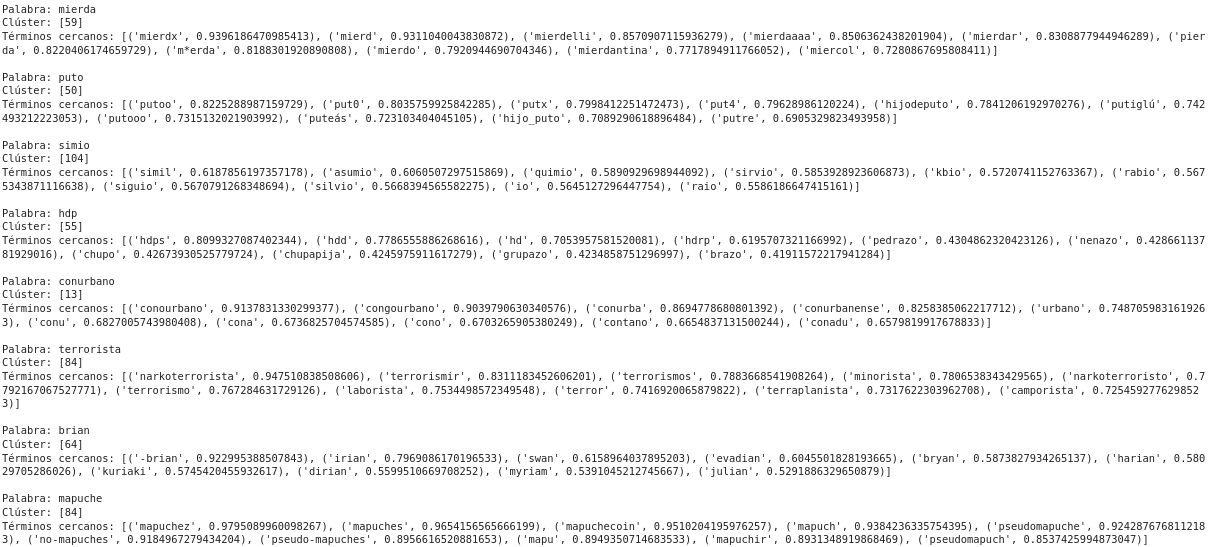 Palabra: mierda
Clúster: [59]
Términos cercanos: [('mierdx', 0.9396186470985413), ('mierd', 0.9311040043830872), ('mierdelli', 0.8570907115936279), ('mierdaaaa', 0.8506362438201904), ('mierdar', 0.8308877944946289), ('pier
da', 0.8220406174659729), ('m*erda', 0.8188301920890808), ('mierdo', 0.7920944690704346), ('mierdantina', 0.7717894911766052), ('miercol', 0.7280867695808411)]
Palabra: puto
Clúster: [50]
Términos cercanos: [('putoo', 0.8225288987159729), ('put0', 0.8035759925842285), ('putx', 0.7998412251472473), ('put4', 0.79628986120224), ('hijodeputo', 0.7841206192970276), ('putiglú', 0.742
493212223053), ('putooo', 0.7315132021903992), ('puteás', 0.723103404045105), ('hijo_puto', 0.7089290618896484), ('putre', 0.6905329823493958)]
Palabra: simio
Clúster: [104]
Términos cercanos: [('simil', 0.6187856197357178), ('asumio', 0.6060507297515869), ('quimio', 0.5890929698944092), ('sirvio', 0.5853928923606873), ('kbio', 0.5720741152763367), ('rabio', 0.567
5343871116638), ('siguio', 0.5670791268348694), ('silvio', 0.5668394565582275), ('io', 0.5645127296447754), ('raio', 0.5586186647415161)]
Palabra: hdp
Clúster: [55]
Términos cercanos: [('hdps', 0.8099327087402344), ('hdd', 0.7786555886268616), ('hd', 0.7053957581520081), ('hdrp', 0.6195707321166992), ('pedrazo', 0.4304862320423126), ('nenazo', 0.428661137
81929016), ('chupo', 0.42673930525779724), ('chupapija', 0.4245975911617279), ('grupazo', 0.4234858751296997), ('brazo', 0.41911572217941284)]
Palabra: conurbano
Clúster: [13]
Términos cercanos: [('conourbano', 0.9137831330299377), ('congourbano', 0.9039790630340576), ('conurba', 0.8694778680801392), ('conurbanense', 0.8258385062217712), ('urbano', 0.748705983161926
3), ('conu', 0.6827005743980408), ('cona', 0.6736825704574585), ('cono', 0.6703265905380249), ('contano', 0.6654837131500244), ('conadu', 0.6579819917678833)]
Palabra: terrorista
Clúster: [84]
Términos cercanos: [('narkoterrorista', 0.947510838508606), ('terrorismir', 0.8311183452606201), ('terrorismos', 0.7883668541908264), ('minorista', 0.7806538343429565), ('narkoterroristo', 0.7
792167067527771), ('terrorismo', 0.767284631729126), ('laborista', 0.7534498572349548), ('terror', 0.7416920065879822), ('terraplanista', 0.7317622303962708), ('camporista', 0.725459277629852
3)]
Palabra: brian
Clúster: [64]
Términos cercanos: [('-brian', 0.922995388507843), ('irian', 0.7969086170196533), ('swan', 0.6158964037895203), ('evadian', 0.6045501828193665), ('bryan', 0.5873827934265137), ('harian', 0.580
29705286026), ('kuriaki', 0.5745420455932617), ('dirian', 0.5599510669708252), ('myriam', 0.5391045212745667), ('julian', 0.5291886329650879)]
Palabra: mapuche
Clúster: [84]
Términos cercanos: [('mapuchez', 0.9795089960098267), ('mapuches', 0.9654156565666199), ('mapuchecoin', 0.9510204195976257), ('mapuch', 0.9384236335754395), ('pseudomapuche', 0.92428767681121​8
3), ('no-mapuches', 0.9184967279434204), ('pseudo-mapuches', 0.8956616520881653), ('mapu', 0.8949350714683533), ('mapuchir', 0.8931348919868469), ('pseudomapuch', 0.8537425994873047)]